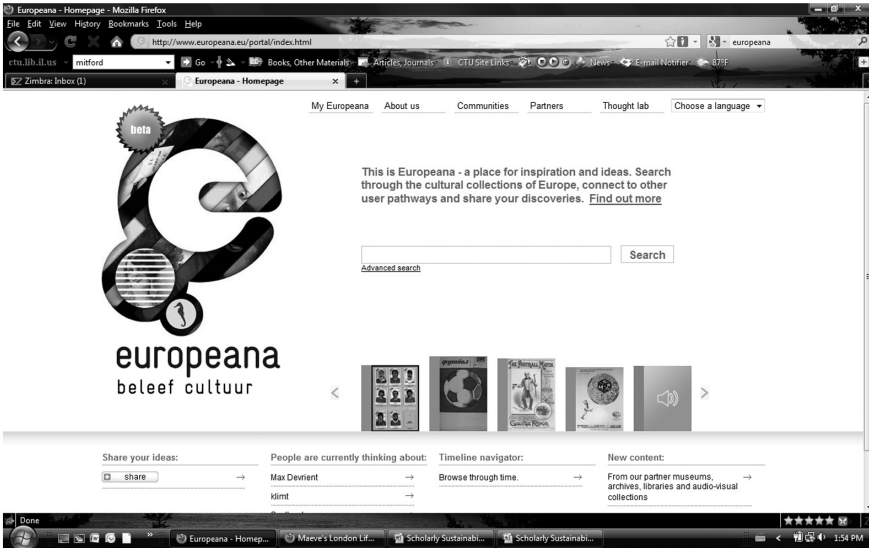 Europeana - Homepage - Mozilla Firefox
File Edit View History Bookmarks Tools Help
http://www.europeana.eu/portal/index.html
europeana
ctu.lib.il.us
mitford
Go
Books, Other Materials
Articles, Journals
CTU Site Links
News
E-mail Notifier
87°F
Zimbra: Inbox (1)
Europeana - Homepage
My Europeana About us Communities Partners Thought lab Choose a language
beta
This is Europeana - a place for inspiration and ideas. Search
through the cultural collections of Europe, connect to other
user pathways and share your discoveries. Find out more
Search
Advanced search
europeana
beleef cultuur
THE FOOTBALL MATCH
Share your ideas:
share
People are currently thinking about:
Max Devrient
klimt
Timeline navigator:
Browse through time.
New content:
From our partner museums,
archives, libraries and audio-visual
collections
Done
Europeana - Homep...
Maeve's London Lif...
Scholarly Sustainabi...
Scholarly Sustainabi...
1:54 PM